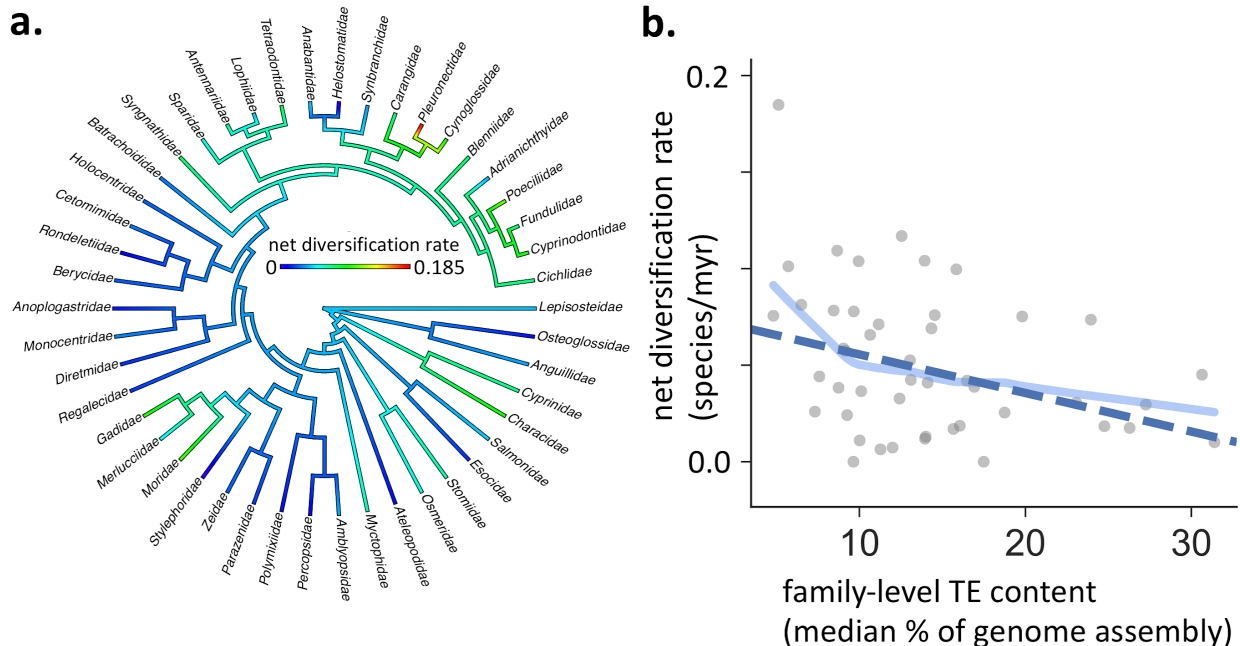 a.
Lepisosteidae
Osteoglossidae
Anguillidae
Cyprinidae
Characidae
Salmonidae
Esocidae
Stomiidae
Osmeridae
Ateleopodidae
Myctophidae
Amblyopsidae
Percopsidae
Polymixiidae
Parazenidae
Zeidae
Stylephoridae
Moridae
Merlucciidae
Gadidae
Regalecidae
Diretmidae
Monocentridae
Anoplogastridae
Berycidae
Rondeletiidae
Cetomimidae
Holocentridae
Batrachoididae
Syngnathidae
Sparidae
Antennariidae
Lophiidae
Tetraodontidae
Anabantidae
Helostomatidae
Synbranchidae
Carangidae
Pleuronectidae
Cynoglossidae
Blenniidae
Adrianichthyidae
Poeciliidae
Fundulidae
Cyprinodontidae
Cichlidae
net diversification rate
0 0.185
b.
net diversification rate
(species/myr)
0.2
0.0
10 20 30
family-level TE content
(median % of genome assembly)